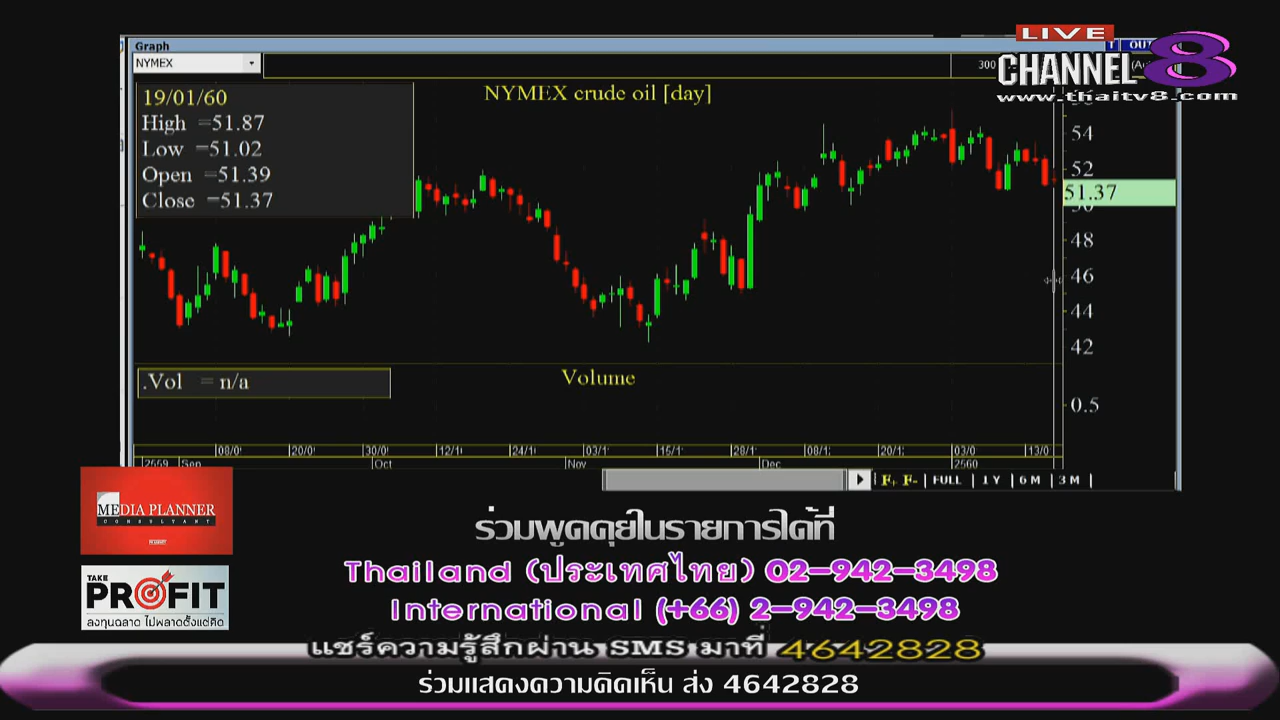 Graph
LIVE
NYMEX
300
CHANNEL 8
www.thaitv8.com
19/01/60
High =51.87
Low =51.02
Open =51.39
Close =51.37
NYMEX crude oil [day]
54
52
51.37
50
48
46
44
42
.Vol = n/a
Volume
0.5
08/0 20/0 30/0 12/1 24/1 03/1 15/1 28/1 08/1 20/1 03/0 13/0
2559 Sep Oct Nov Dec 2560
F+ F- FULL 1 Y 6 M 3 M
MEDIA PLANNER
CONSULTANT
TAKE
PROFIT
ลงทุนฉลาด ไม่พลาดตั้งแต่คิด
ร่วมพูดคุยในรายการได้ที่
Thailand (ประเทศไทย) 02-942-3498
International (+66) 2-942-3498
แชร์ความรู้สึกผ่าน SMS มาที่ 4642828
ร่วมแสดงความคิดเห็น ส่ง 4642828